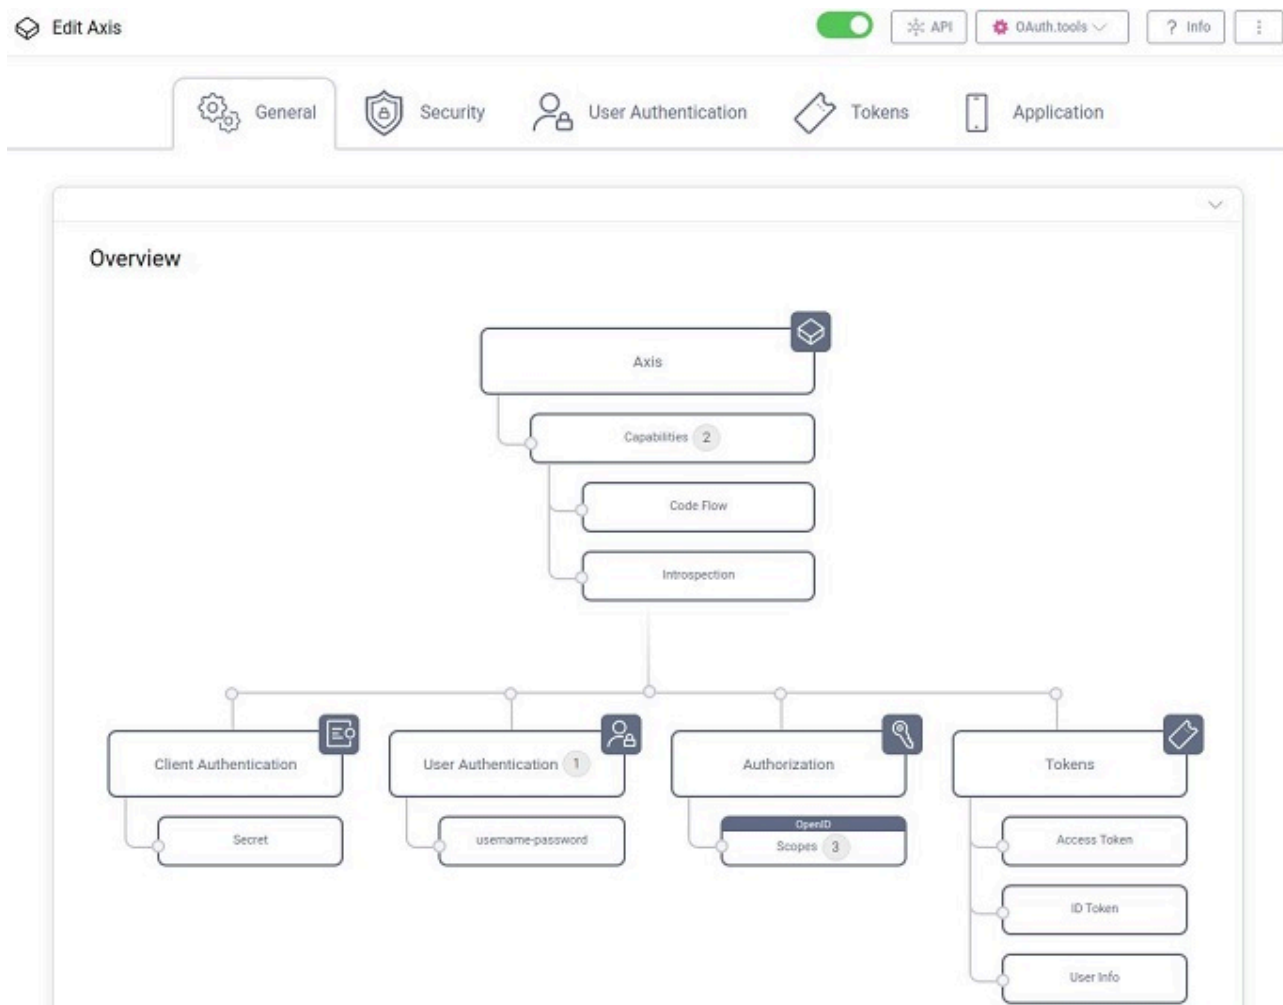 Edit Axis
API
OAuth.tools
? Info
General
Security
User Authentication
Tokens
Application
Overview
Axis
Capabilities 2
Code Flow
Introspection
Client Authentication
User Authentication 1
Authorization
Tokens
Secret
username-password
OpenID
Scopes 3
Access Token
ID Token
User Info